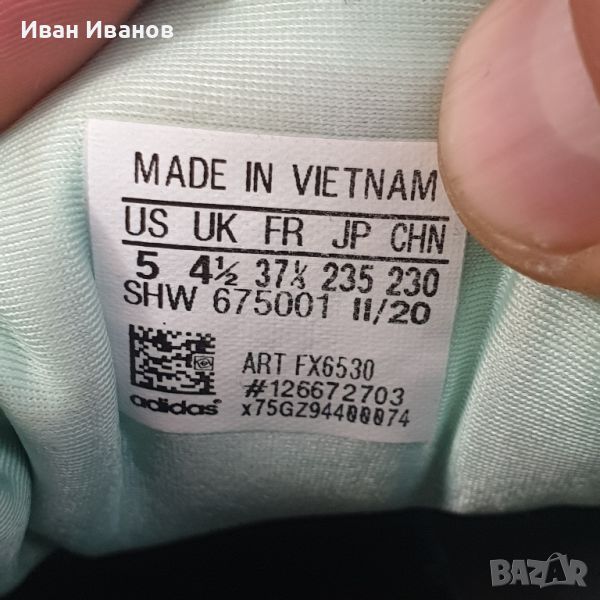 Иван Иванов
MADE IN VIETNAM
US UK FR JP CHN
5 4½ 37⅓ 235 230
SHW 675001 11/20
ART FX6530
#126672703
x75GZ94400074
adidas
BAZAR